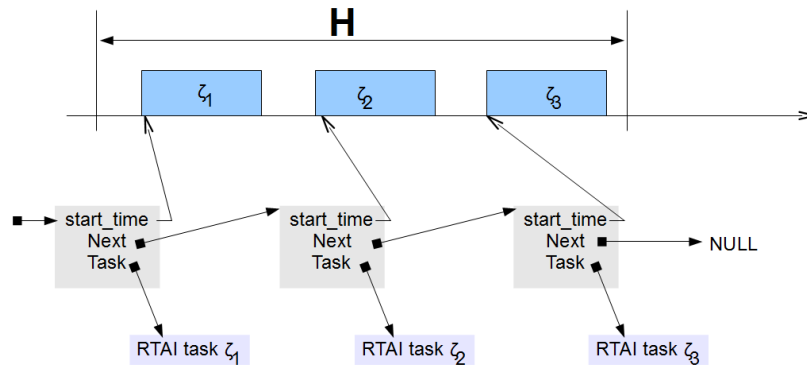 H
ζ1
ζ2
ζ3
start_time
Next
Task
start_time
Next
Task
start_time
Next
Task
NULL
RTAI task ζ1
RTAI task ζ2
RTAI task ζ3